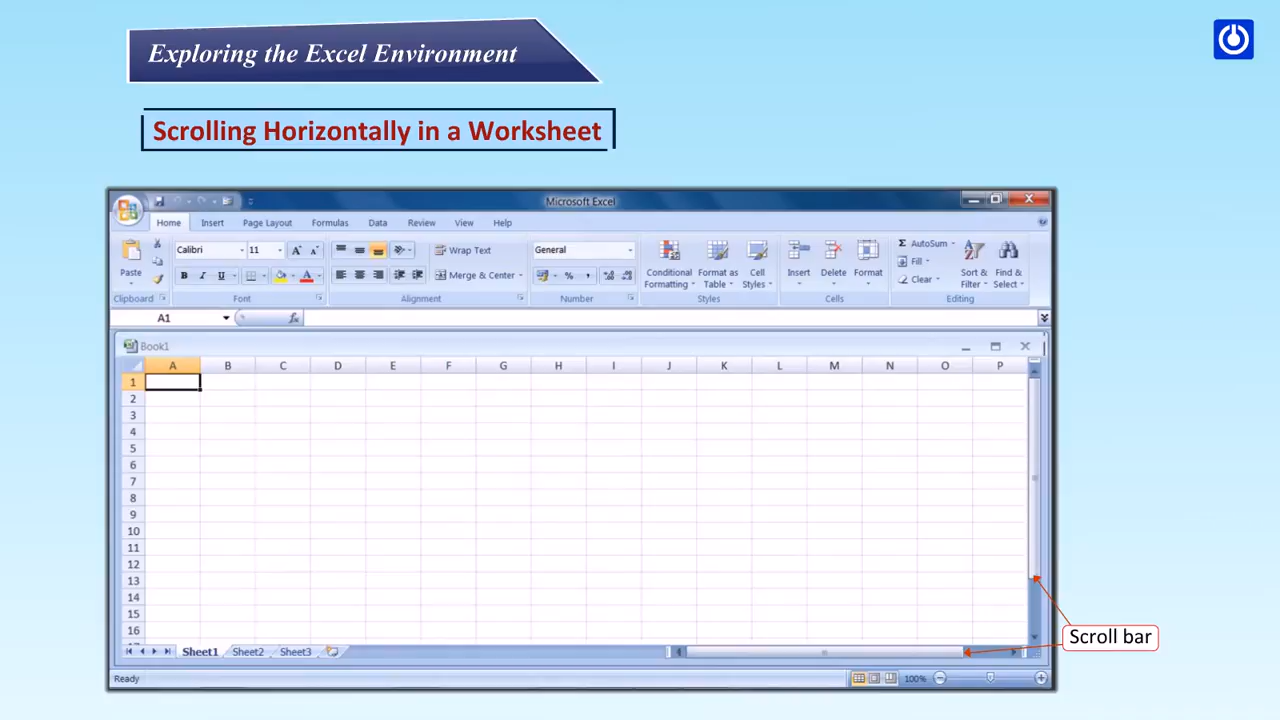 Exploring the Excel Environment
Scrolling Horizontally in a Worksheet
Microsoft Excel
Home Insert Page Layout Formulas Data Review View Help
Calibri 11 Wrap Text General Σ AutoSum
Fill
Paste B I U Merge & Center % , Conditional Formatting Format as Table Cell Styles Insert Delete Format Clear Sort & Filter Find & Select
Clipboard Font Alignment Number Styles Cells Editing
A1 fx
Book1
A B C D E F G H I J K L M N O P
1
2
3
4
5
6
7
8
9
10
11
12
13
14
15
16
Scroll bar
Sheet1 Sheet2 Sheet3
Ready 100%